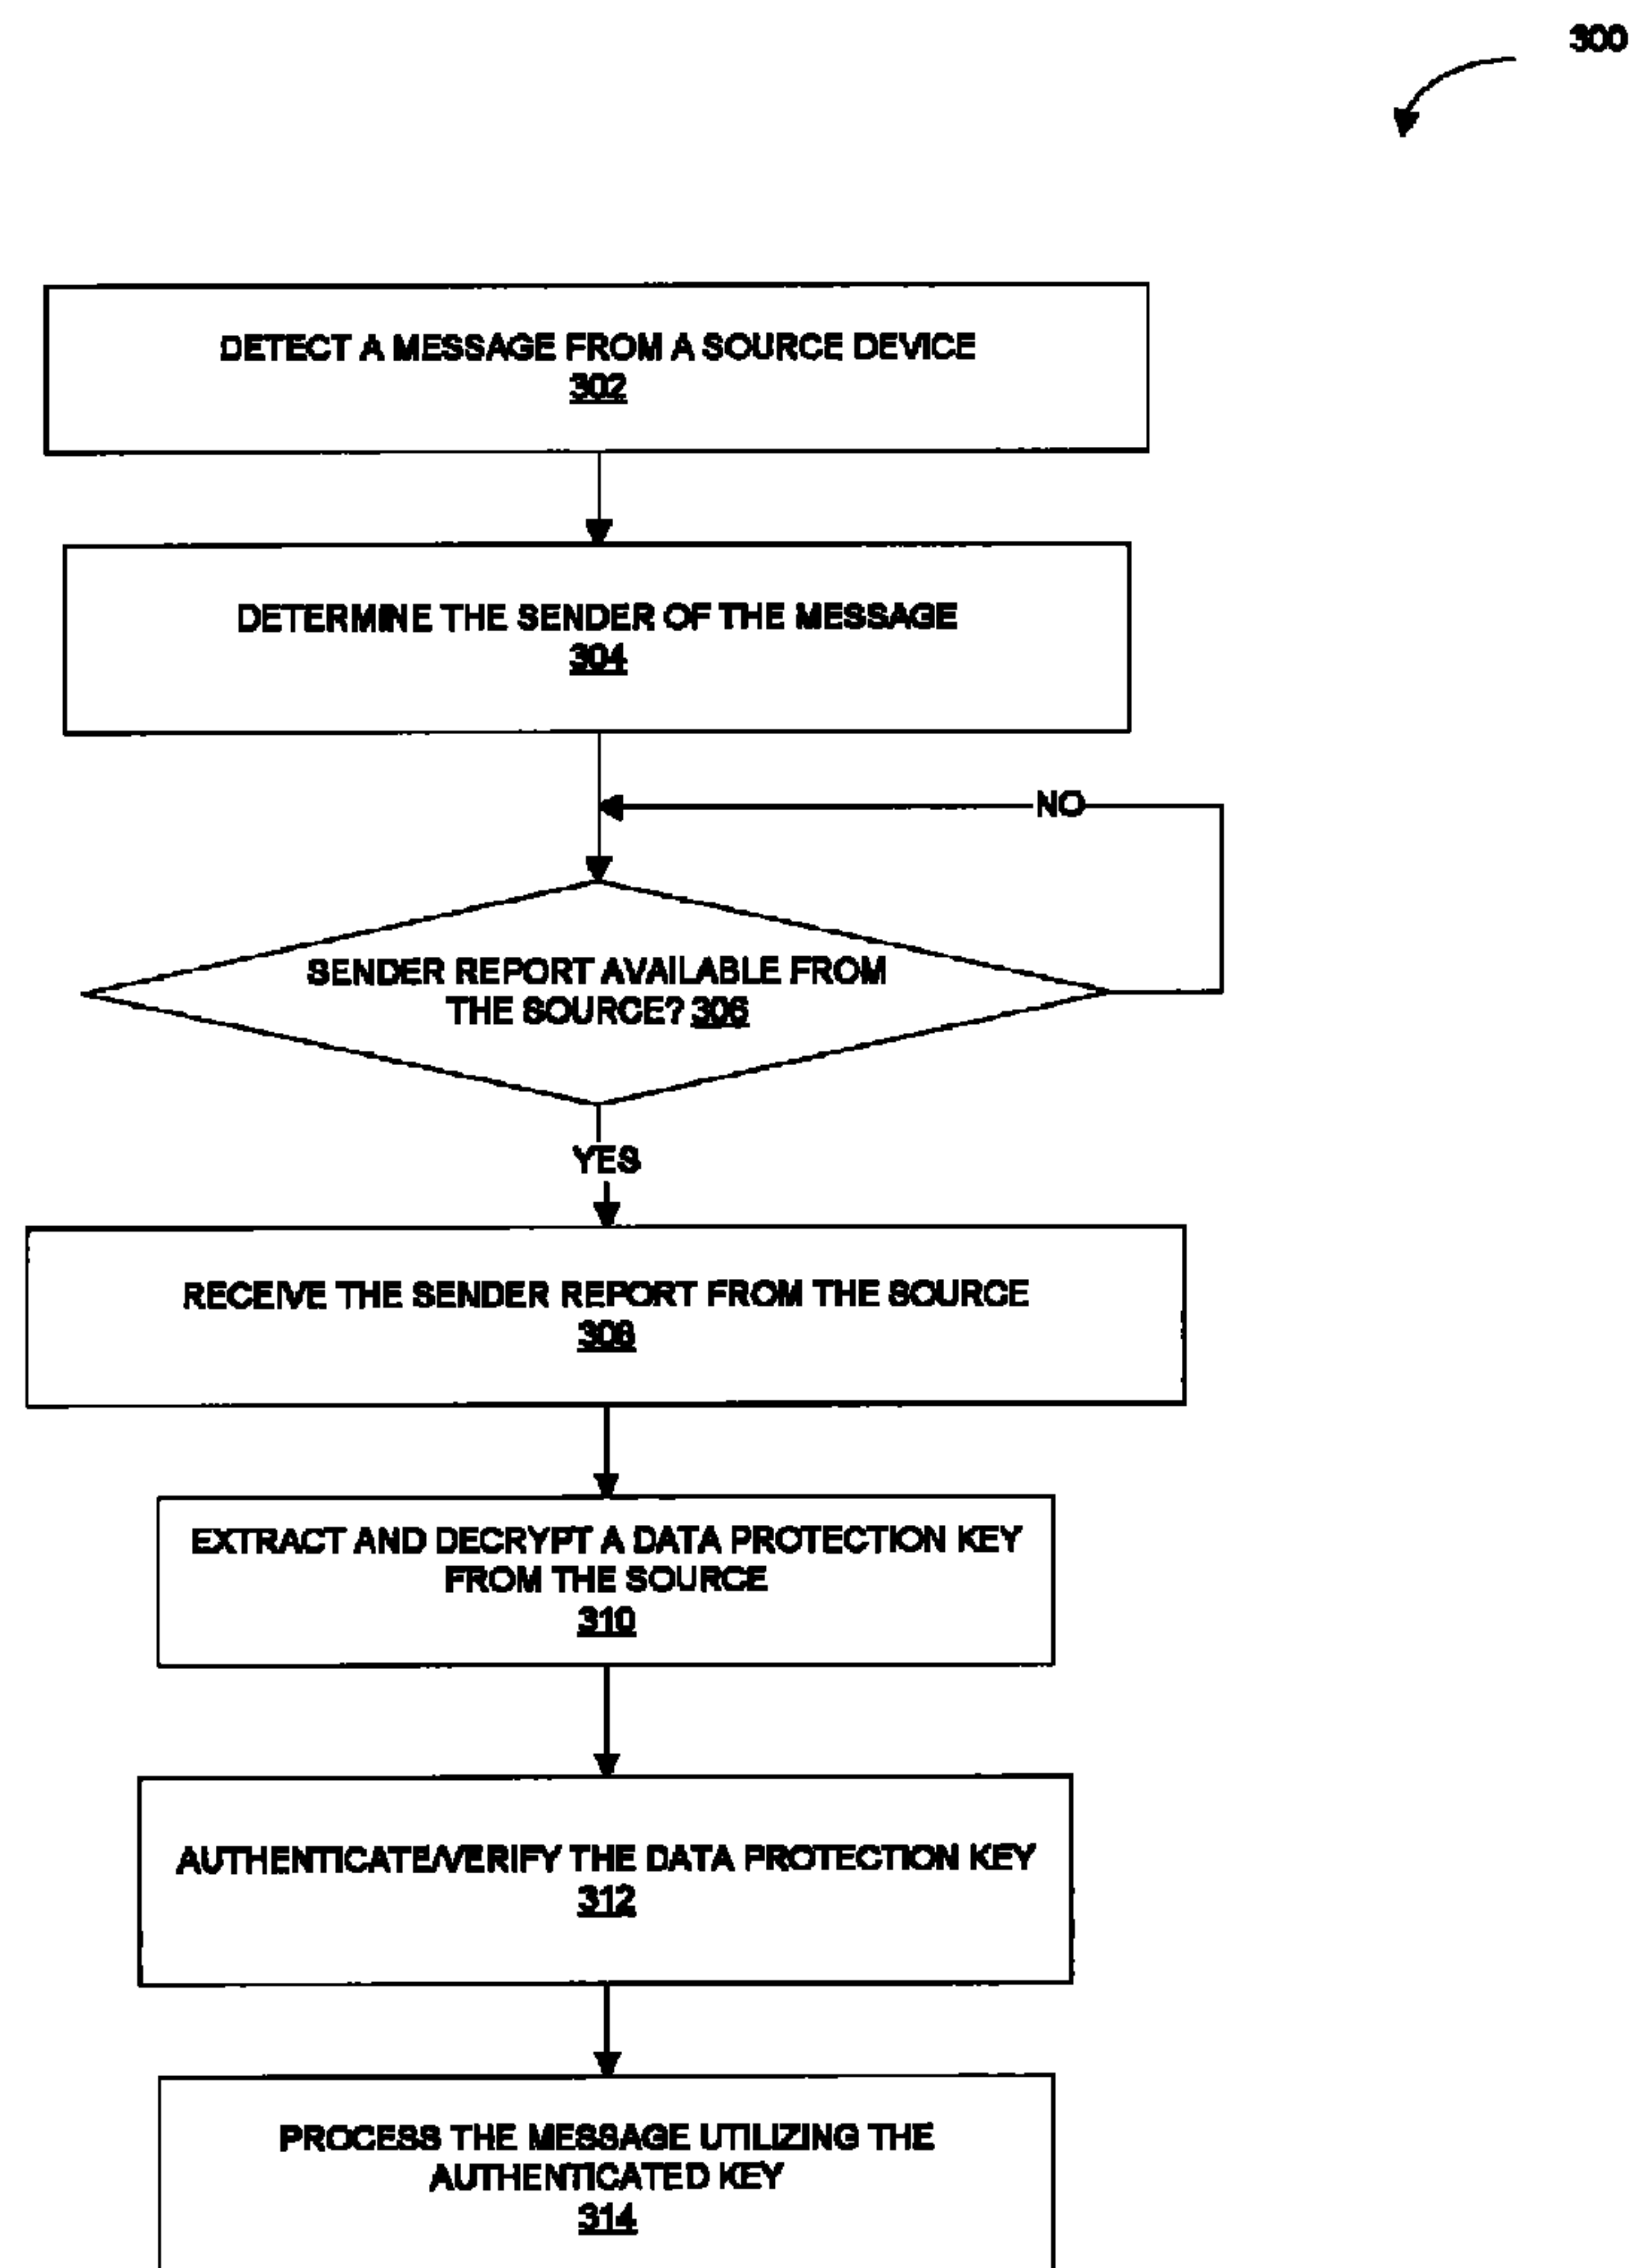 300
DETECT A MESSAGE FROM A SOURCE DEVICE
302
DETERMINE THE SENDER OF THE MESSAGE
304
NO
SENDER REPORT AVAILABLE FROM
THE SOURCE? 306
YES
RECEIVE THE SENDER REPORT FROM THE SOURCE
308
EXTRACT AND DECRYPT A DATA PROTECTION KEY
FROM THE SOURCE
310
AUTHENTICATE/VERIFY THE DATA PROTECTION KEY
312
PROCESS THE MESSAGE UTILIZING THE
AUTHENTICATED KEY
314